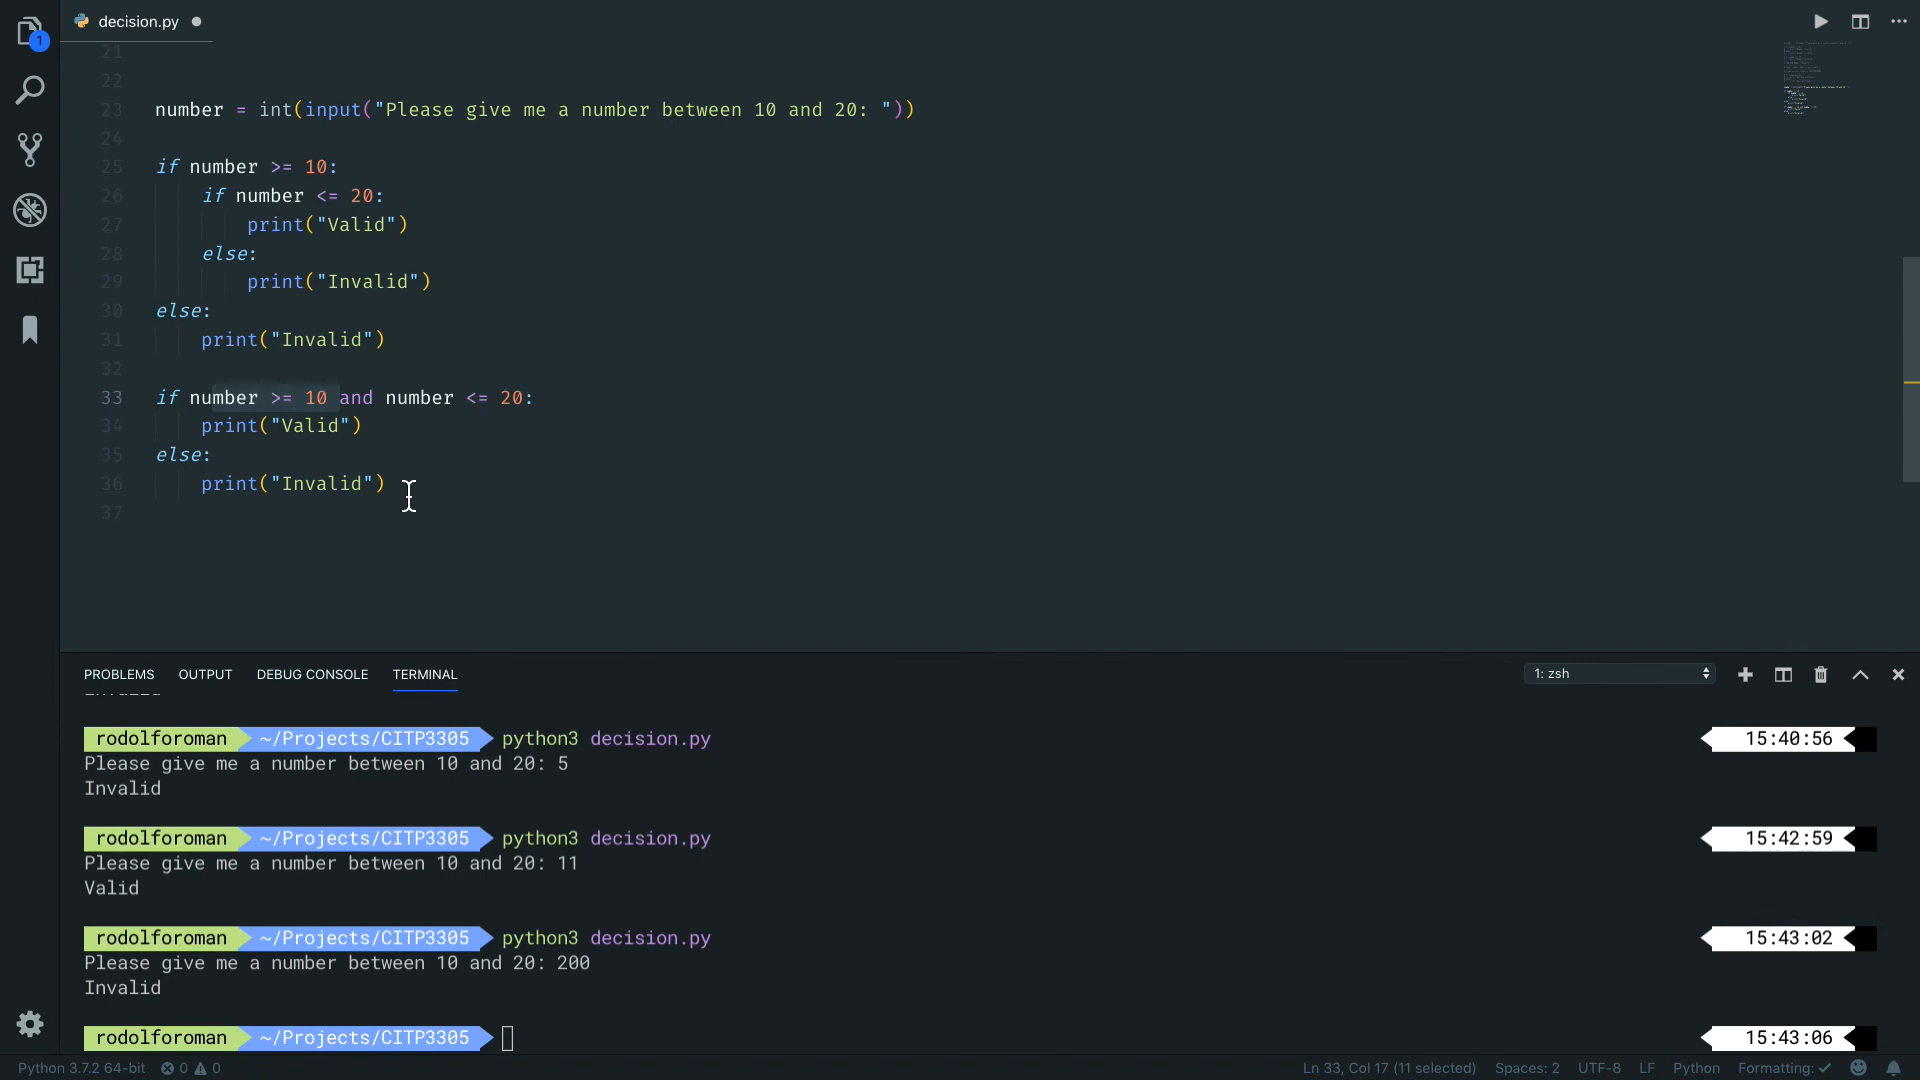 1
decision.py
21
22
23 number = int(input("Please give me a number between 10 and 20: "))
24
25 if number >= 10:
26 if number <= 20:
27 print("Valid")
28 else:
29 print("Invalid")
30 else:
31 print("Invalid")
32
33 if number >= 10 and number <= 20:
34 print("Valid")
35 else:
36 print("Invalid")
37
PROBLEMS OUTPUT DEBUG CONSOLE TERMINAL 1: zsh
rodolforoman ~/Projects/CITP3305 python3 decision.py 15:40:56
Please give me a number between 10 and 20: 5
Invalid
rodolforoman ~/Projects/CITP3305 python3 decision.py 15:42:59
Please give me a number between 10 and 20: 11
Valid
rodolforoman ~/Projects/CITP3305 python3 decision.py 15:43:02
Please give me a number between 10 and 20: 200
Invalid
rodolforoman ~/Projects/CITP3305 15:43:06
Python 3.7.2 64-bit 0 0 Ln 33, Col 17 (11 selected) Spaces: 2 UTF-8 LF Python Formatting: ✓